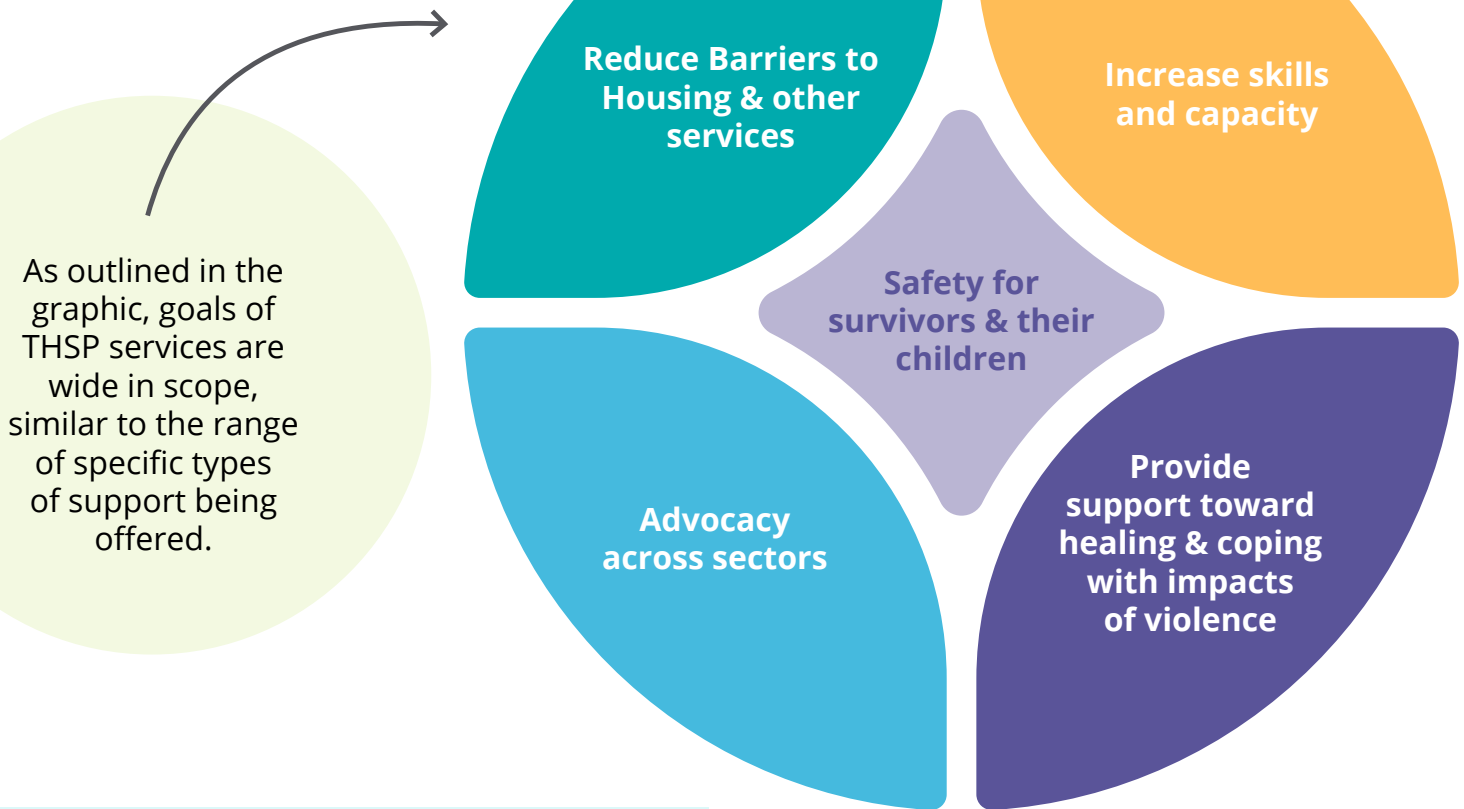 As outlined in the
graphic, goals of
THSP services are
wide in scope,
similar to the range
of specific types
of support being
offered.
Reduce Barriers to
Housing & other
services
Increase skills
and capacity
Safety for
survivors & their
children
Advocacy
across sectors
Provide
support toward
healing & coping
with impacts
of violence